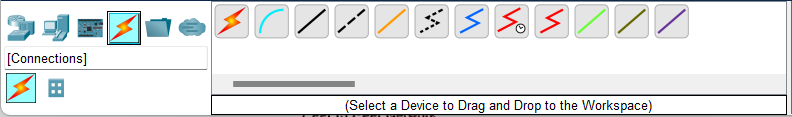 [Connections]
(Select a Device to Drag and Drop to the Workspace)